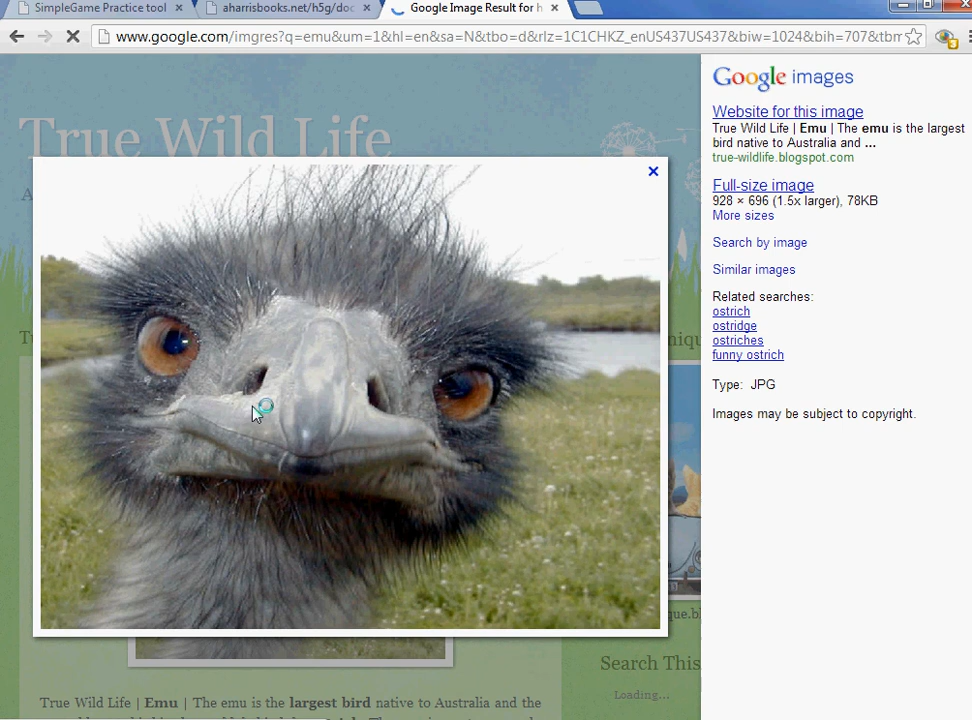 SimpleGame Practice tool
aharrisbooks.net/h5g/doc
Google Image Result for h
www.google.com/imgres?q=emu&um=1&hl=en&sa=N&tbo=d&rlz=1C1CHKZ_enUS437US437&biw=1024&bih=707&tbm
True Wild Life
A
Google images
Website for this image
True Wild Life | Emu | The emu is the largest
bird native to Australia and ...
true-wildlife.blogspot.com
Full-size image
928 × 696 (1.5x larger), 78KB
More sizes
Search by image
Similar images
Related searches:
ostrich
ostridge
ostriches
funny ostrich
Type: JPG
Images may be subject to copyright.
Search This
Loading...
True Wild Life | Emu | The emu is the largest bird native to Australia and the